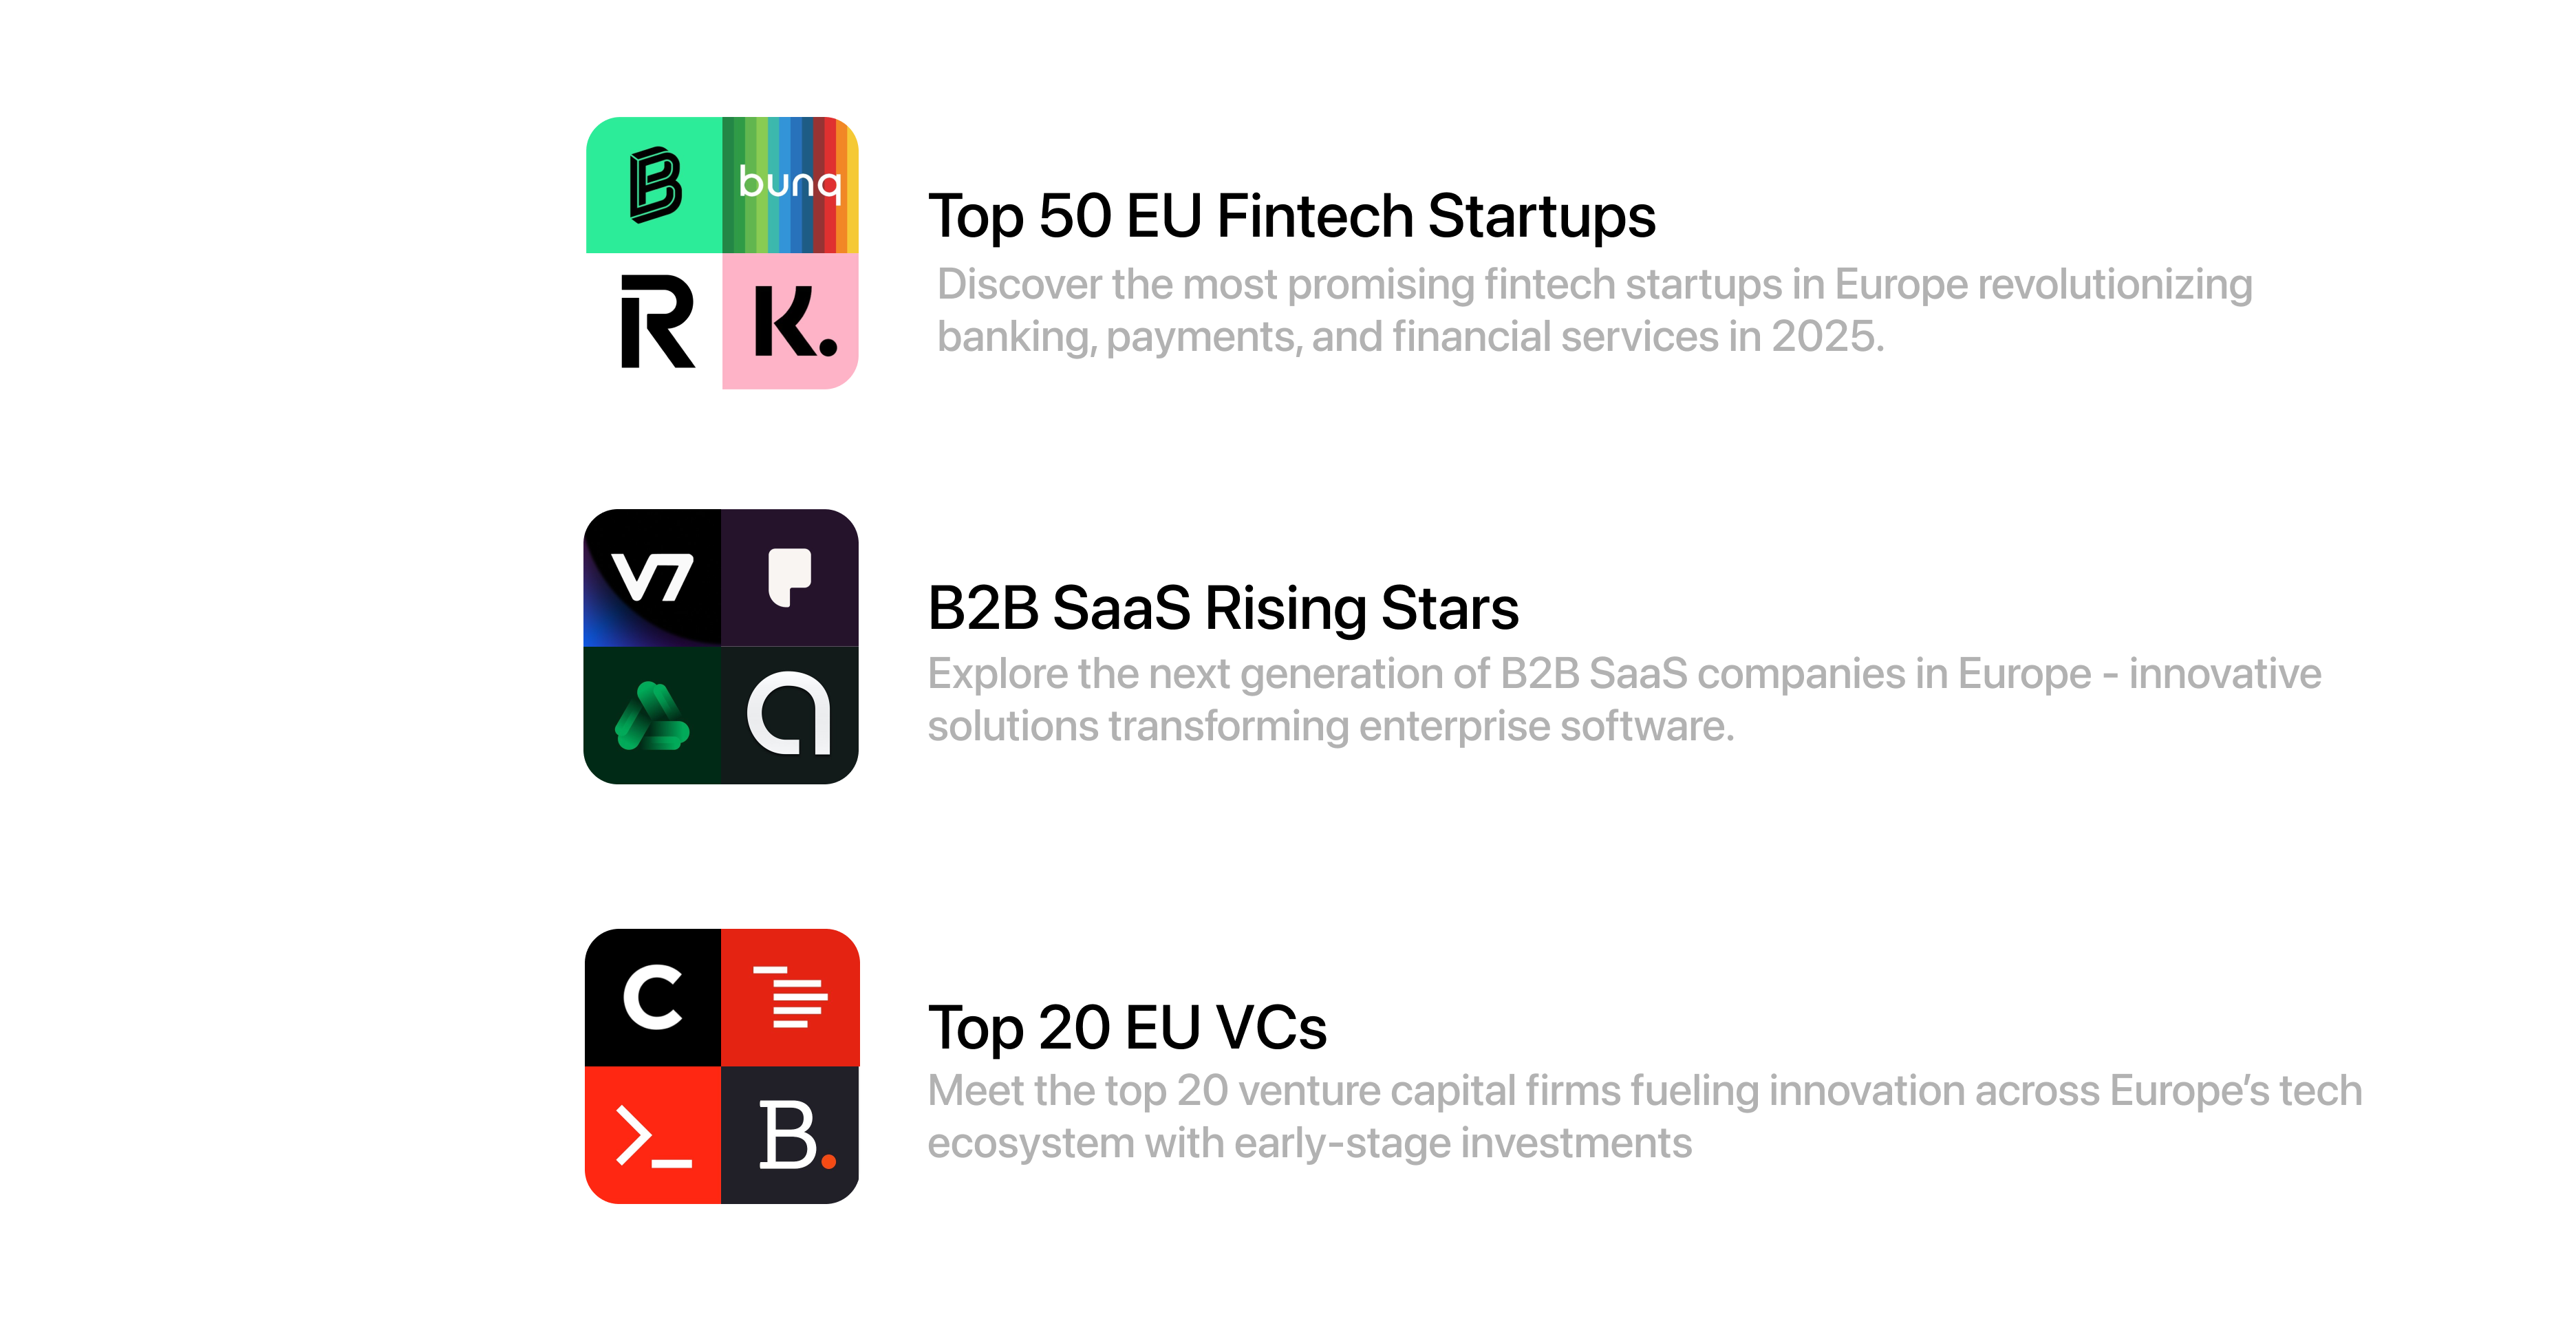 B
bunq
R
K.
Top 50 EU Fintech Startups
Discover the most promising fintech startups in Europe revolutionizing
banking, payments, and financial services in 2025.
V7
B2B SaaS Rising Stars
Explore the next generation of B2B SaaS companies in Europe - innovative
solutions transforming enterprise software.
a
C
Top 20 EU VCs
Meet the top 20 venture capital firms fueling innovation across Europe’s tech
ecosystem with early-stage investments
>_
B.